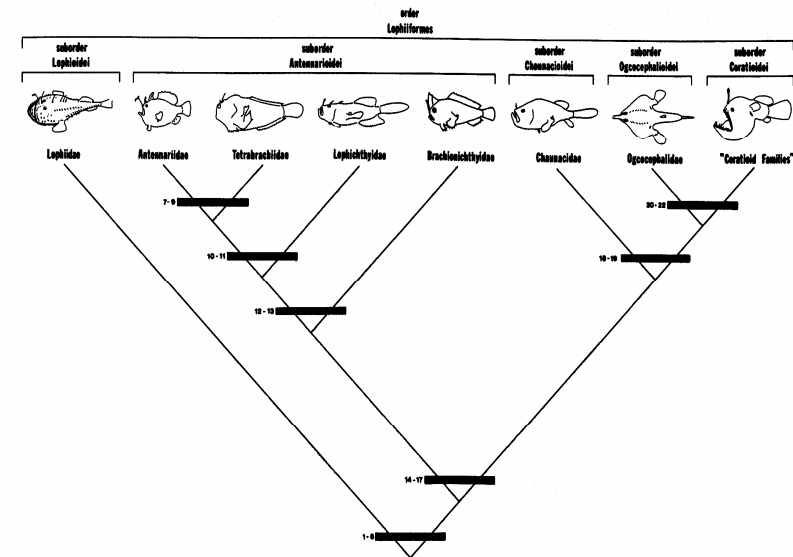 order
Lophiiformes
suborder suborder suborder suborder suborder
Lophioidei Antennarioidei Chaunacioidei Ogcocephalioidei Ceratioidei
Lophiidae Antennariidae Tetrabrachiidae Lophichthyidae Brachionichthyidae Chaunacidae Ogcocephalidae "Ceratioid Families"
7-9 20-22
10-11 18-19
12-13
14-17
1-6